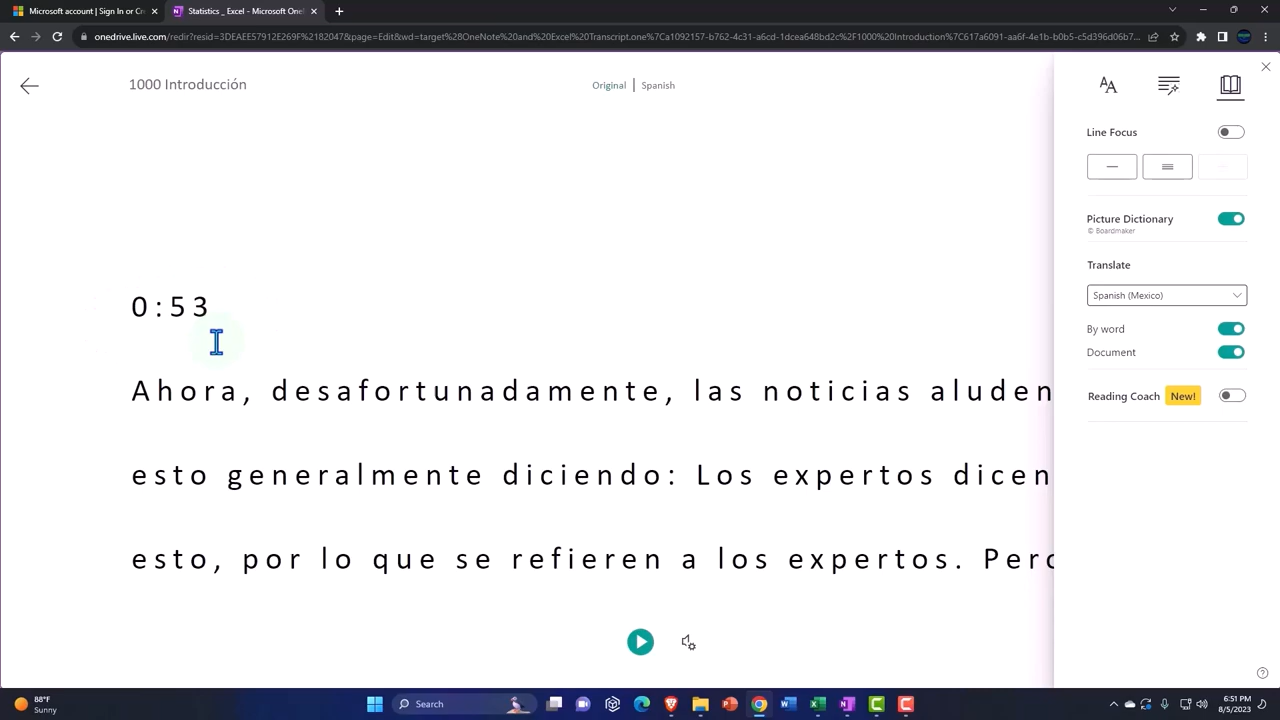 Microsoft account | Sign In or Cre
Statistics_ Excel - Microsoft OneN
onedrive.live.com/redir?resid=3DEAEE57912E269F%2182047&page=Edit&wd=target%28OneNote%20and%20Excel%20Transcript.one%7Ca1092157-b762-4c31-a6cd-1dcea648bd2c%2F1000%20Introduction%7C617a6091-aa6f-4e1b-b0b5-c5d396d06b7...
1000 Introducción
Original | Spanish
0:53
Ahora, desafortunadamente, las noticias aluden
esto generalmente diciendo: Los expertos dicen
esto, por lo que se refieren a los expertos. Pero
Line Focus
Picture Dictionary
© Boardmaker
Translate
Spanish (Mexico)
By word
Document
Reading Coach New!
88°F
Sunny
Search
6:51 PM
8/5/2023